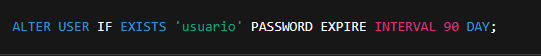 ALTER USER IF EXISTS 'usuario' PASSWORD EXPIRE INTERVAL 90 DAY;